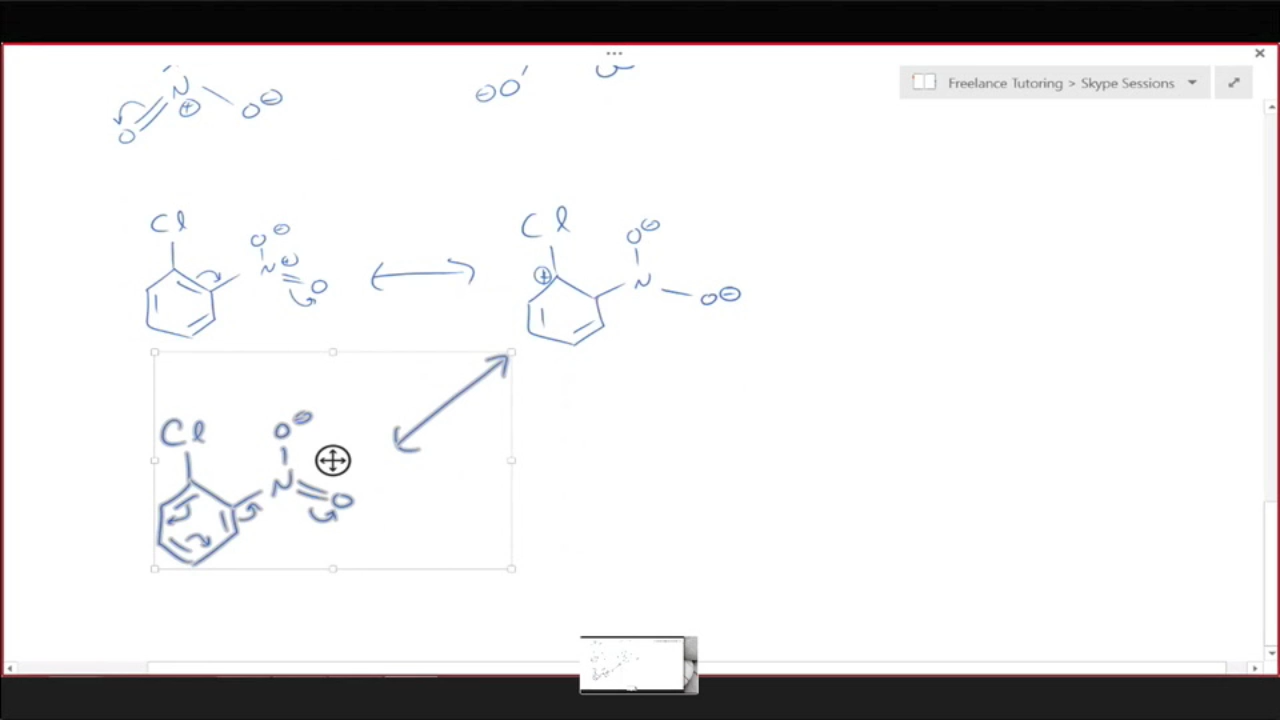 Freelance Tutoring > Skype Sessions
N
⊕
O
O⊖
⊖O
Cl
O⊖
N⊕
O
Cl
⊕
O⊖
N
O⊖
Cl
O⊖
N
O